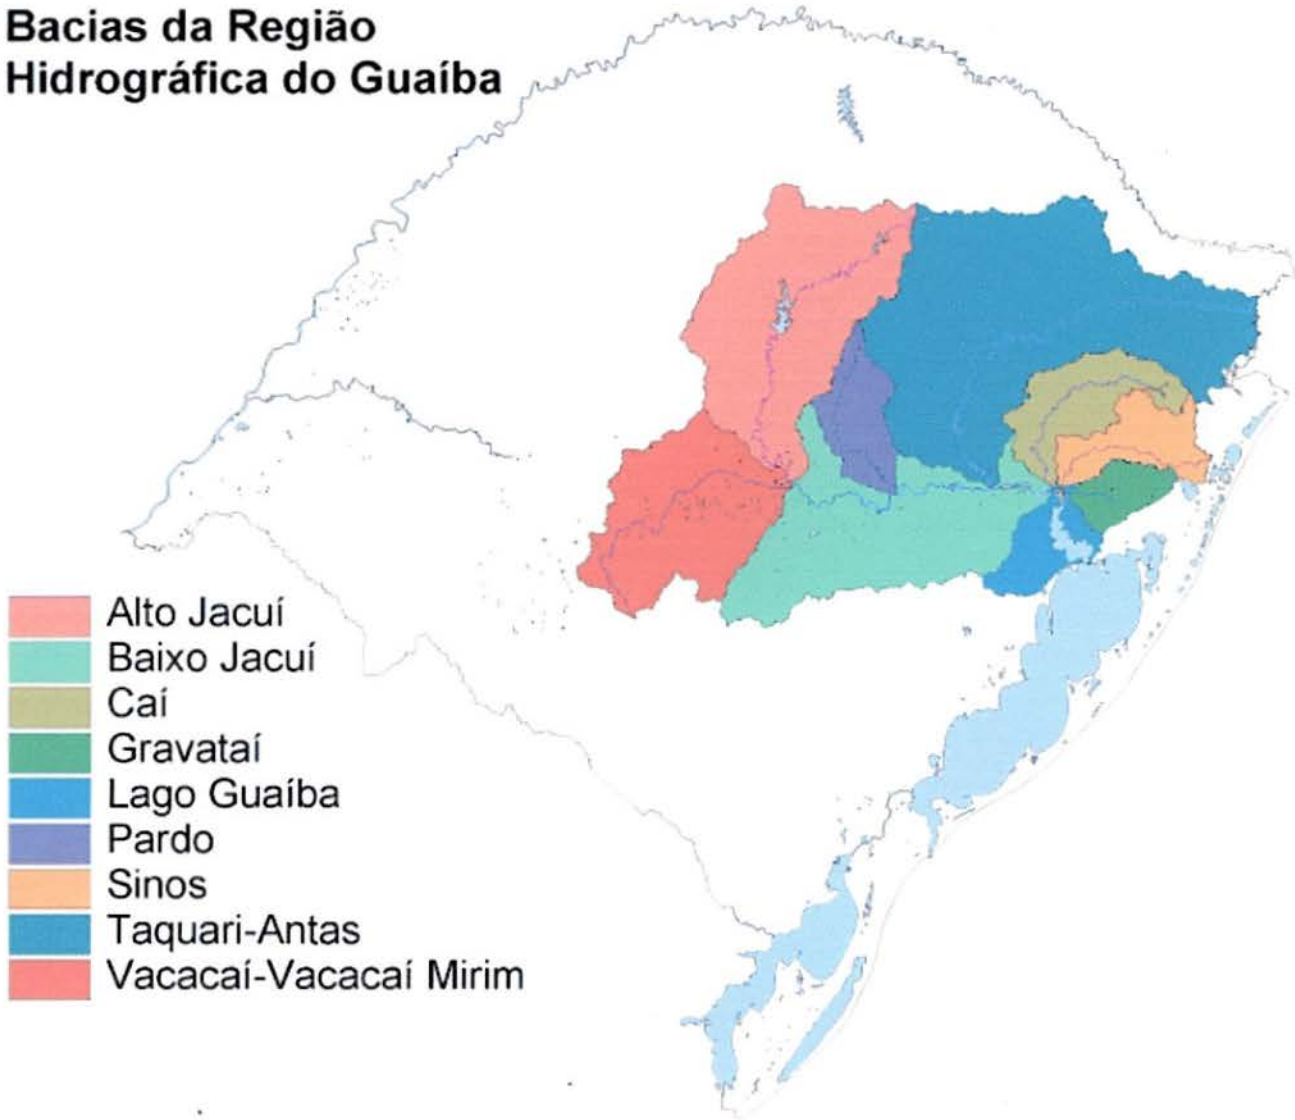 Bacias da Região
Hidrográfica do Guaíba
Alto Jacuí
Baixo Jacuí
Caí
Gravataí
Lago Guaíba
Pardo
Sinos
Taquari-Antas
Vacacaí-Vacacaí Mirim